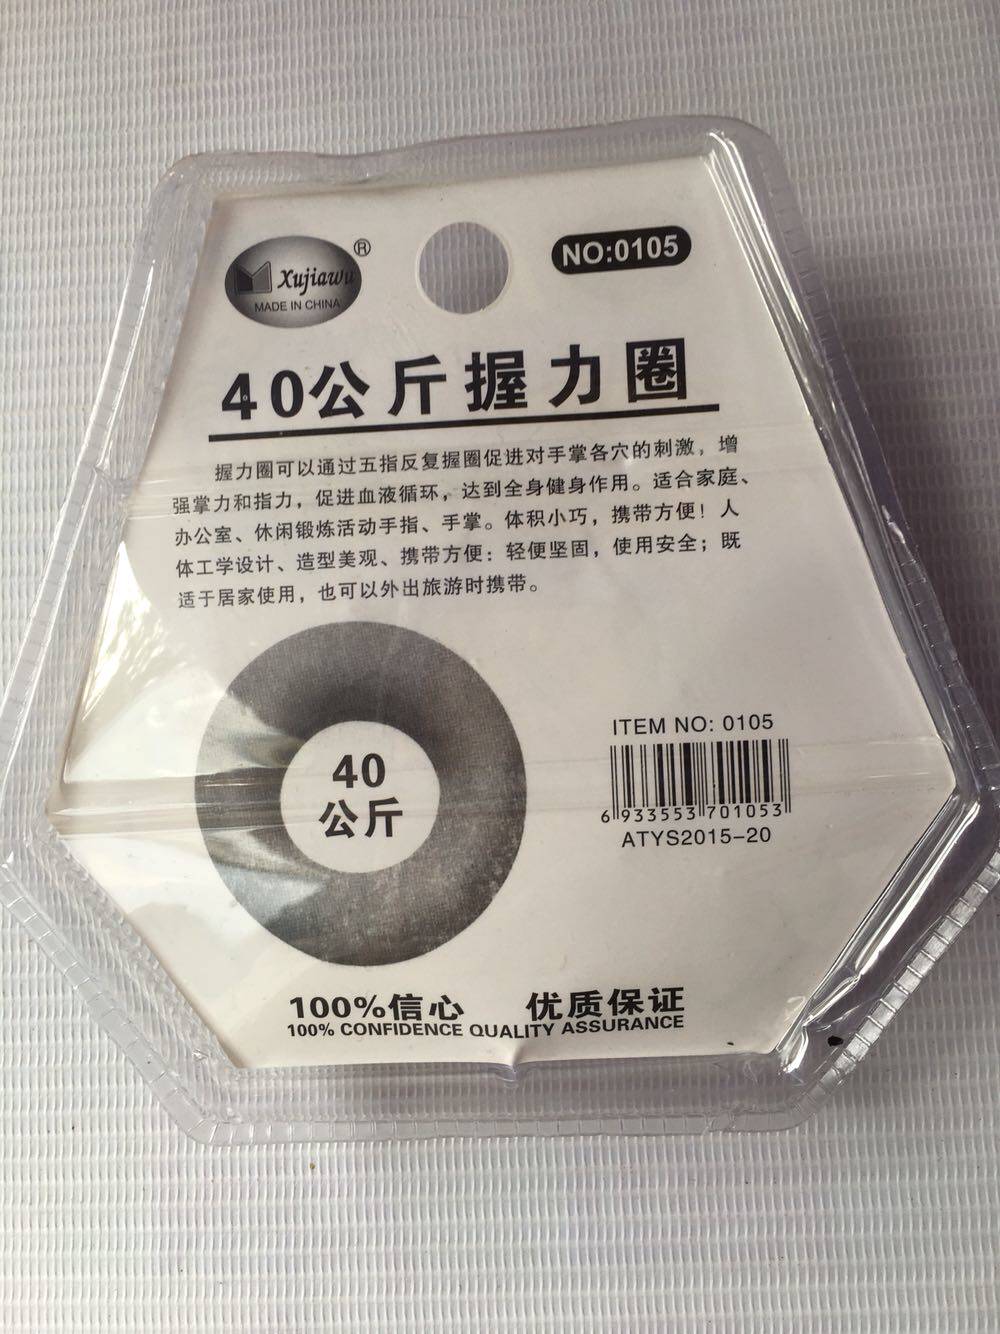 Xujiawu ®
MADE IN CHINA
NO:0105
40公斤握力圈
握力圈可以通过五指反复握圈促进对手掌各穴的刺激，增
强掌力和指力，促进血液循环，达到全身健身作用。适合家庭、
办公室、休闲锻炼活动手指、手掌。体积小巧，携带方便！人
体工学设计、造型美观、携带方便：轻便坚固，使用安全；既
适于居家使用，也可以外出旅游时携带。
40
公斤
ITEM NO: 0105
6 933553 701053
ATYS2015-20
100%信心 优质保证
100% CONFIDENCE QUALITY ASSURANCE